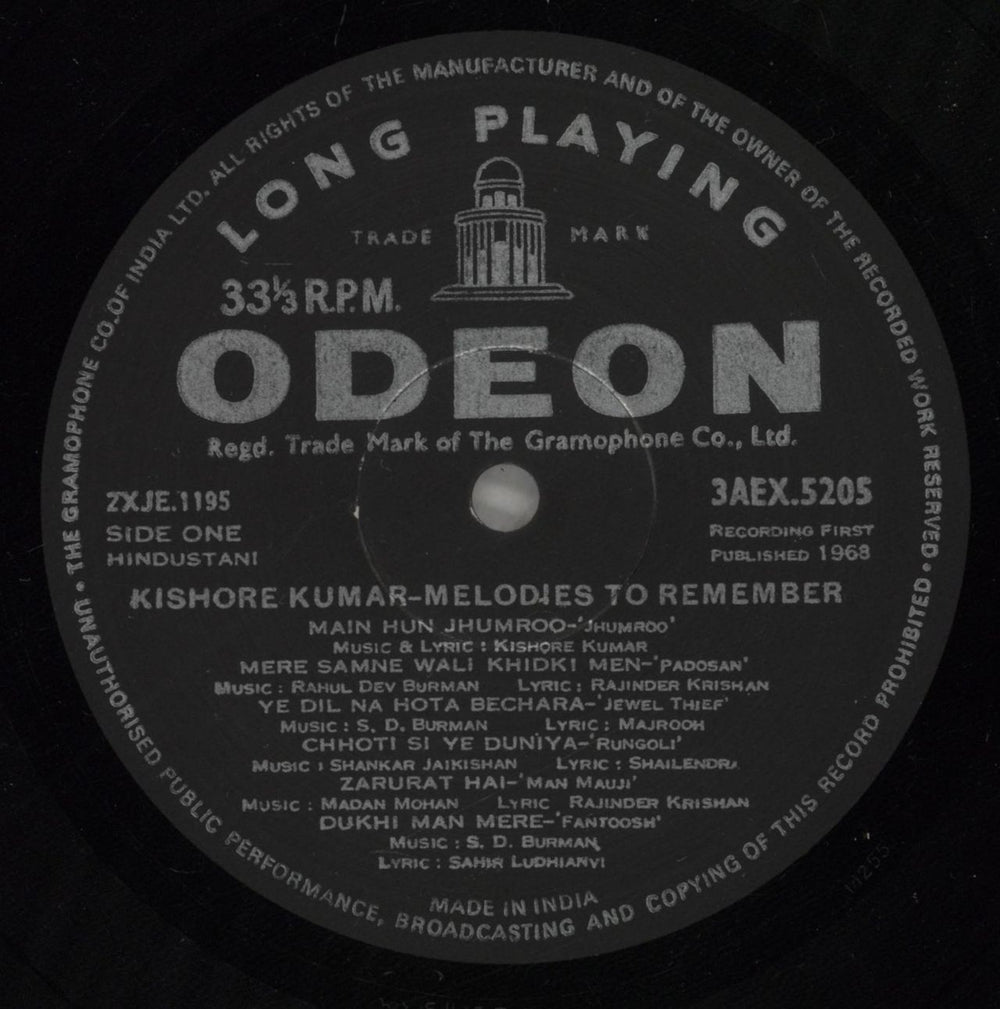 • THE GRAMOPHONE CO. OF INDIA LTD. ALL RIGHTS OF THE MANUFACTURER AND OF THE OWNER OF THE RECORDED WORK RESERVED •
LONG PLAYING
TRADE MARK
33⅓ R.P.M.
ODEON
Regd. Trade Mark of The Gramophone Co., Ltd.
2XJE.1195
SIDE ONE
HINDUSTANI
3AEX.5205
RECORDING FIRST
PUBLISHED 1968
KISHORE KUMAR-MELODIES TO REMEMBER
MAIN HUN JHUMROO-'JHUMROO'
MUSIC & LYRIC : KISHORE KUMAR
MERE SAMNE WALI KHIDKI MEN-'PADOSAN'
MUSIC : RAHUL DEV BURMAN LYRIC : RAJINDER KRISHAN
YE DIL NA HOTA BECHARA-'JEWEL THIEF'
MUSIC : S. D. BURMAN LYRIC : MAJROOH
CHHOTI SI YE DUNIYA-'RUNGOLI'
MUSIC : SHANKAR JAIKISHAN LYRIC : SHAILENDRA
ZARURAT HAI-'MAN MAUJI'
MUSIC : MADAN MOHAN LYRIC RAJINDER KRISHAN
DUKHI MAN MERE-'FANTOOSH'
MUSIC : S. D. BURMAN
LYRIC : SAHIR LUDHIANVI
MADE IN INDIA
UNAUTHORISED PUBLIC PERFORMANCE, BROADCASTING AND COPYING OF THIS RECORD PROHIBITED